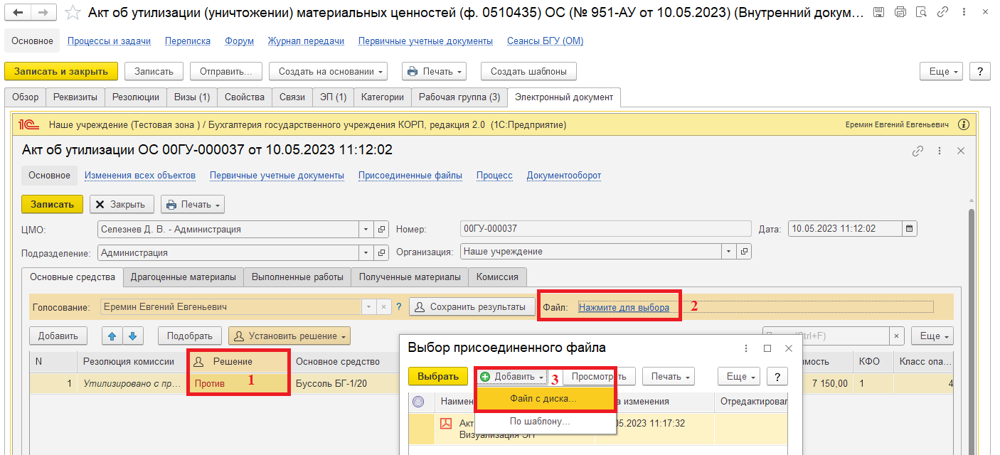 Акт об утилизации (уничтожении) материальных ценностей (ф. 0510435) ОС (№ 951-АУ от 10.05.2023) (Внутренний докум...
Основное Процессы и задачи Переписка Форум Журнал передачи Первичные учетные документы Сеансы БГУ (ОМ)
Записать и закрыть Записать Отправить... Создать на основании Печать Создать шаблоны Еще ?
Обзор Реквизиты Резолюции Визы (1) Свойства Связи ЭП (1) Категории Рабочая группа (3) Электронный документ
1С Наше учреждение (Тестовая зона ) / Бухгалтерия государственного учреждения КОРП, редакция 2.0 (1С:Предприятие) Еремин Евгений Евгеньевич
Акт об утилизации ОС 00ГУ-000037 от 10.05.2023 11:12:02
Основное Изменения всех объектов Первичные учетные документы Присоединенные файлы Процесс Документооборот
Записать Закрыть Печать
ЦМО: Селезнев Д. В. - Администрация Номер: 00ГУ-000037 Дата: 10.05.2023 11:12:02
Подразделение: Администрация Организация: Наше учреждение
Основные средства Драгоценные материалы Выполненные работы Полученные материалы Комиссия
Голосование: Еремин Евгений Евгеньевич ? Сохранить результаты Файл: Нажмите для выбора 2
Добавить Подобрать Установить решение Ctrl+F) × Еще
N Резолюция комиссии Решение Основное средство мость КФО Класс опа...
1 Утилизировано с пр... Против 1 Буссоль БГ-1/20 7 150,00 1 4
Выбор присоединенного файла
Выбрать Добавить 3 Просмотреть Печать Еще ?
Наимен а изменения Отредактировал
Файл с диска...
По шаблону...
Акт 05.2023 11:17:32
Визуализация ЭП